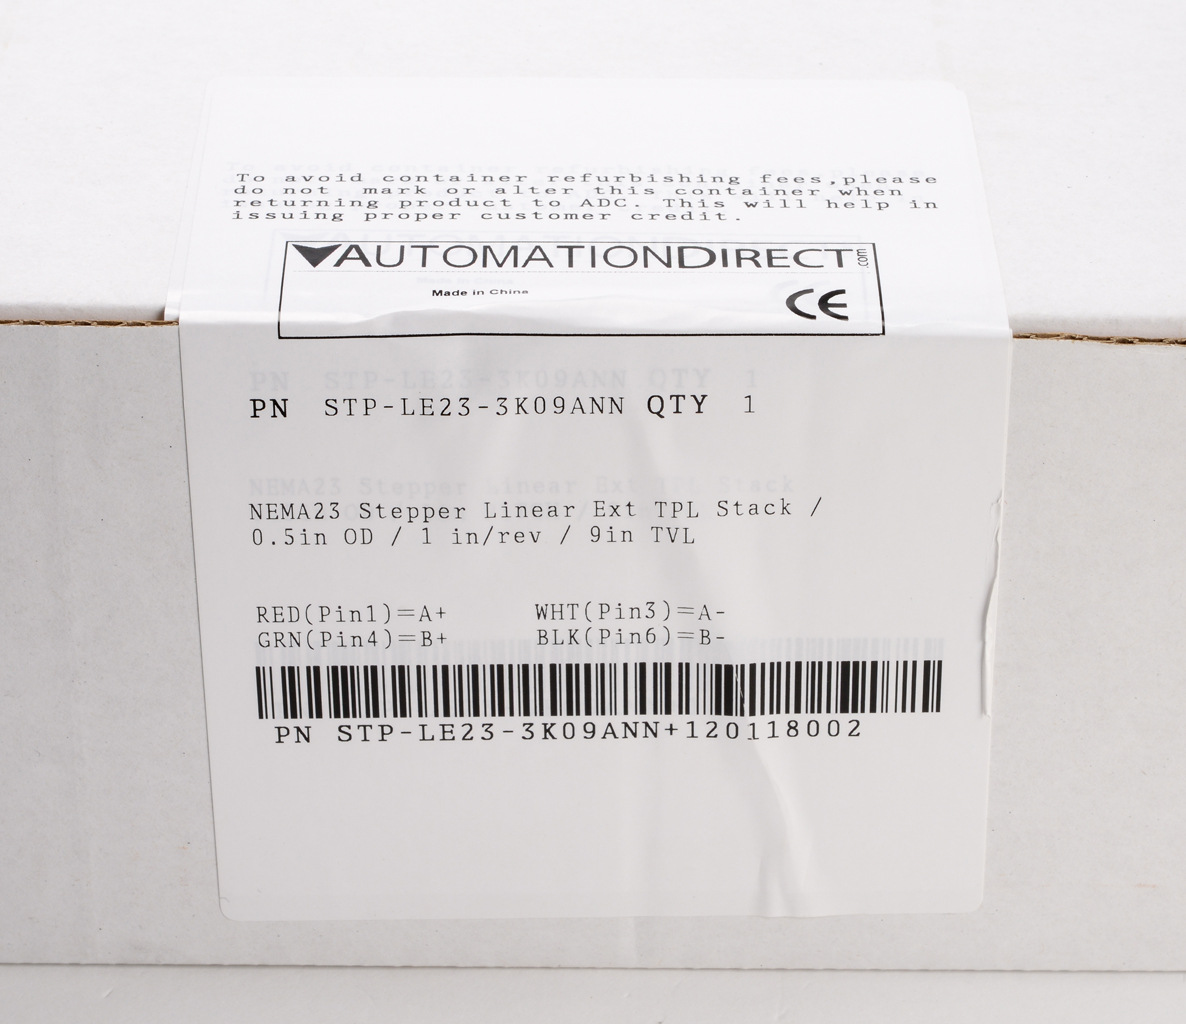 To avoid container refurbishing fees,please
do not mark or alter this container when
returning product to ADC. This will help in
issuing proper customer credit.
AUTOMATIONDIRECT.com
Made in China
CE
PN STP-LE23-3K09ANN QTY 1
NEMA23 Stepper Linear Ext TPL Stack /
0.5in OD / 1 in/rev / 9in TVL
RED(Pin1)=A+ WHT(Pin3)=A-
GRN(Pin4)=B+ BLK(Pin6)=B-
PN STP-LE23-3K09ANN+120118002